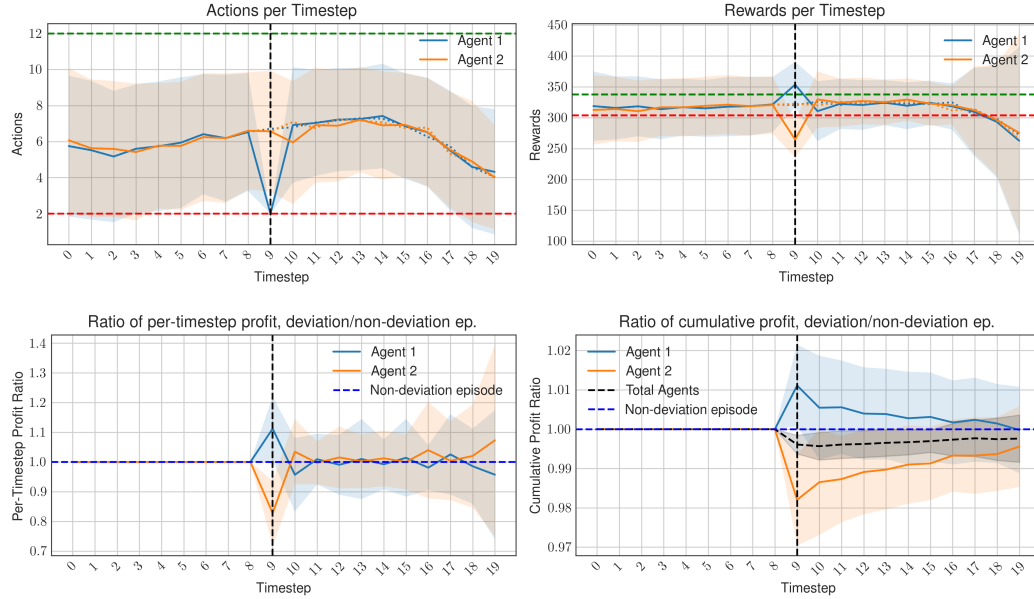 Actions per Timestep
12
10
8
6
4
2
Actions
Agent 1
Agent 2
0 1 2 3 4 5 6 7 8 9 10 11 12 13 14 15 16 17 18 19
Timestep
Rewards per Timestep
450
400
350
300
250
200
150
100
Rewards
Agent 1
Agent 2
0 1 2 3 4 5 6 7 8 9 10 11 12 13 14 15 16 17 18 19
Timestep
Ratio of per-timestep profit, deviation/non-deviation ep.
1.4
1.3
1.2
1.1
1.0
0.9
0.8
0.7
Per-Timestep Profit Ratio
Agent 1
Agent 2
Non-deviation episode
0 1 2 3 4 5 6 7 8 9 10 11 12 13 14 15 16 17 18 19
Timestep
Ratio of cumulative profit, deviation/non-deviation ep.
1.02
1.01
1.00
0.99
0.98
0.97
Cumulative Profit Ratio
Agent 1
Agent 2
Total Agents
Non-deviation episode
0 1 2 3 4 5 6 7 8 9 10 11 12 13 14 15 16 17 18 19
Timestep